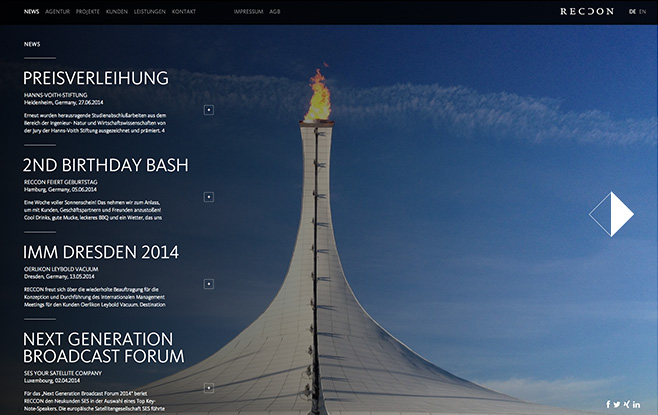 NEWS AGENTUR PROJEKTE KUNDEN LEISTUNGEN KONTAKT IMPRESSUM AGB RECCON DE EN
NEWS
PREISVERLEIHUNG
HANNS-VOITH-STIFTUNG
Heidenheim, Germany, 27.06.2014
Erneut wurden herausragende Studienabschlußarbeiten aus dem
Bereich der Ingenieur- Natur und Wirtschaftswissenschaften von
der Jury der Hanns-Voith Stiftung ausgezeichnet und prämiert. 4
2ND BIRTHDAY BASH
RECCON FEIERT GEBURTSTAG
Hamburg, Germany, 05.06.2014
Eine Woche voller Sonnenschein! Das nehmen wir zum Anlass,
um mit Kunden, Geschäftspartnern und Freunden anzustoßen!
Cool Drinks, gute Mucke, leckeres BBQ und ein Wetter, das uns
IMM DRESDEN 2014
OERLIKON LEYBOLD VACUUM
Dresden, Germany, 13.05.2014
RECCON freut sich über die wiederholte Beauftragung für die
Konzeption und Durchführung des internationalen Management
Meetings für den Kunden Oerlikon Leybold Vacuum. Destination
NEXT GENERATION
BROADCAST FORUM
SES YOUR SATELLITE COMPANY
Luxembourg, 02.04.2014
Für das „Next Generation Broadcast Forum 2014" beriet
RECCON den Neukunden SES in der Auswahl eines Top Key-
Note-Speakers. Die europäische Satellitengesellschaft SES führte